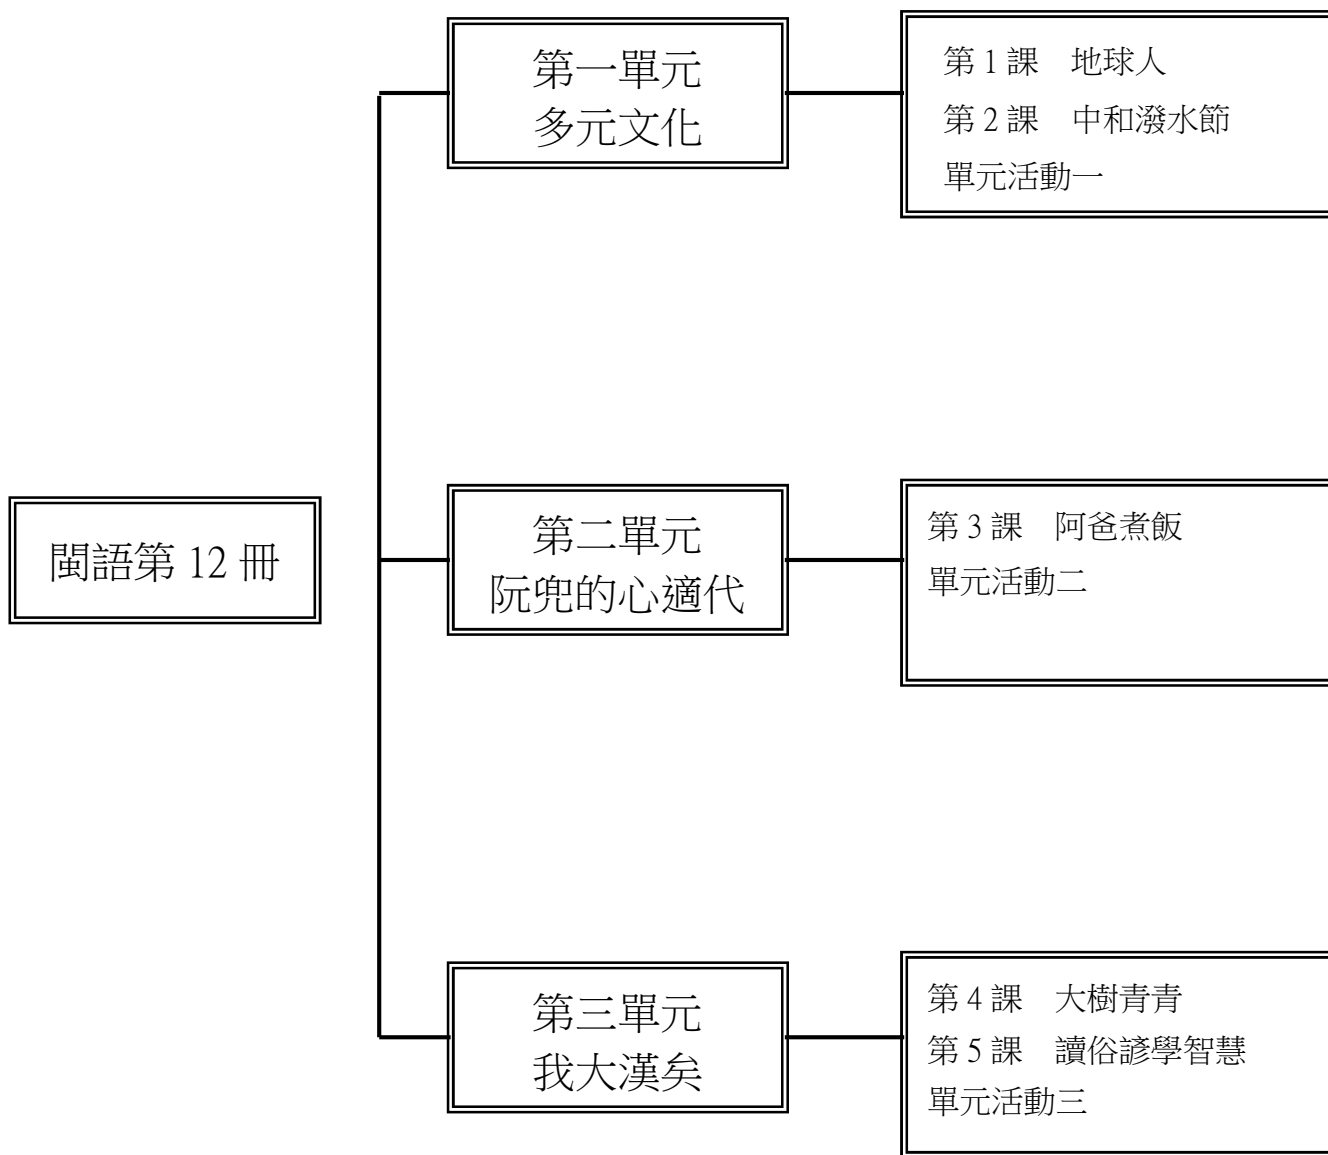 閩語第 12 冊
第一單元
多元文化
第 1 課　地球人
第 2 課　中和潑水節
單元活動一
第二單元
阮兜的心適代
第 3 課　阿爸煮飯
單元活動二
第三單元
我大漢矣
第 4 課　大樹青青
第 5 課　讀俗諺學智慧
單元活動三